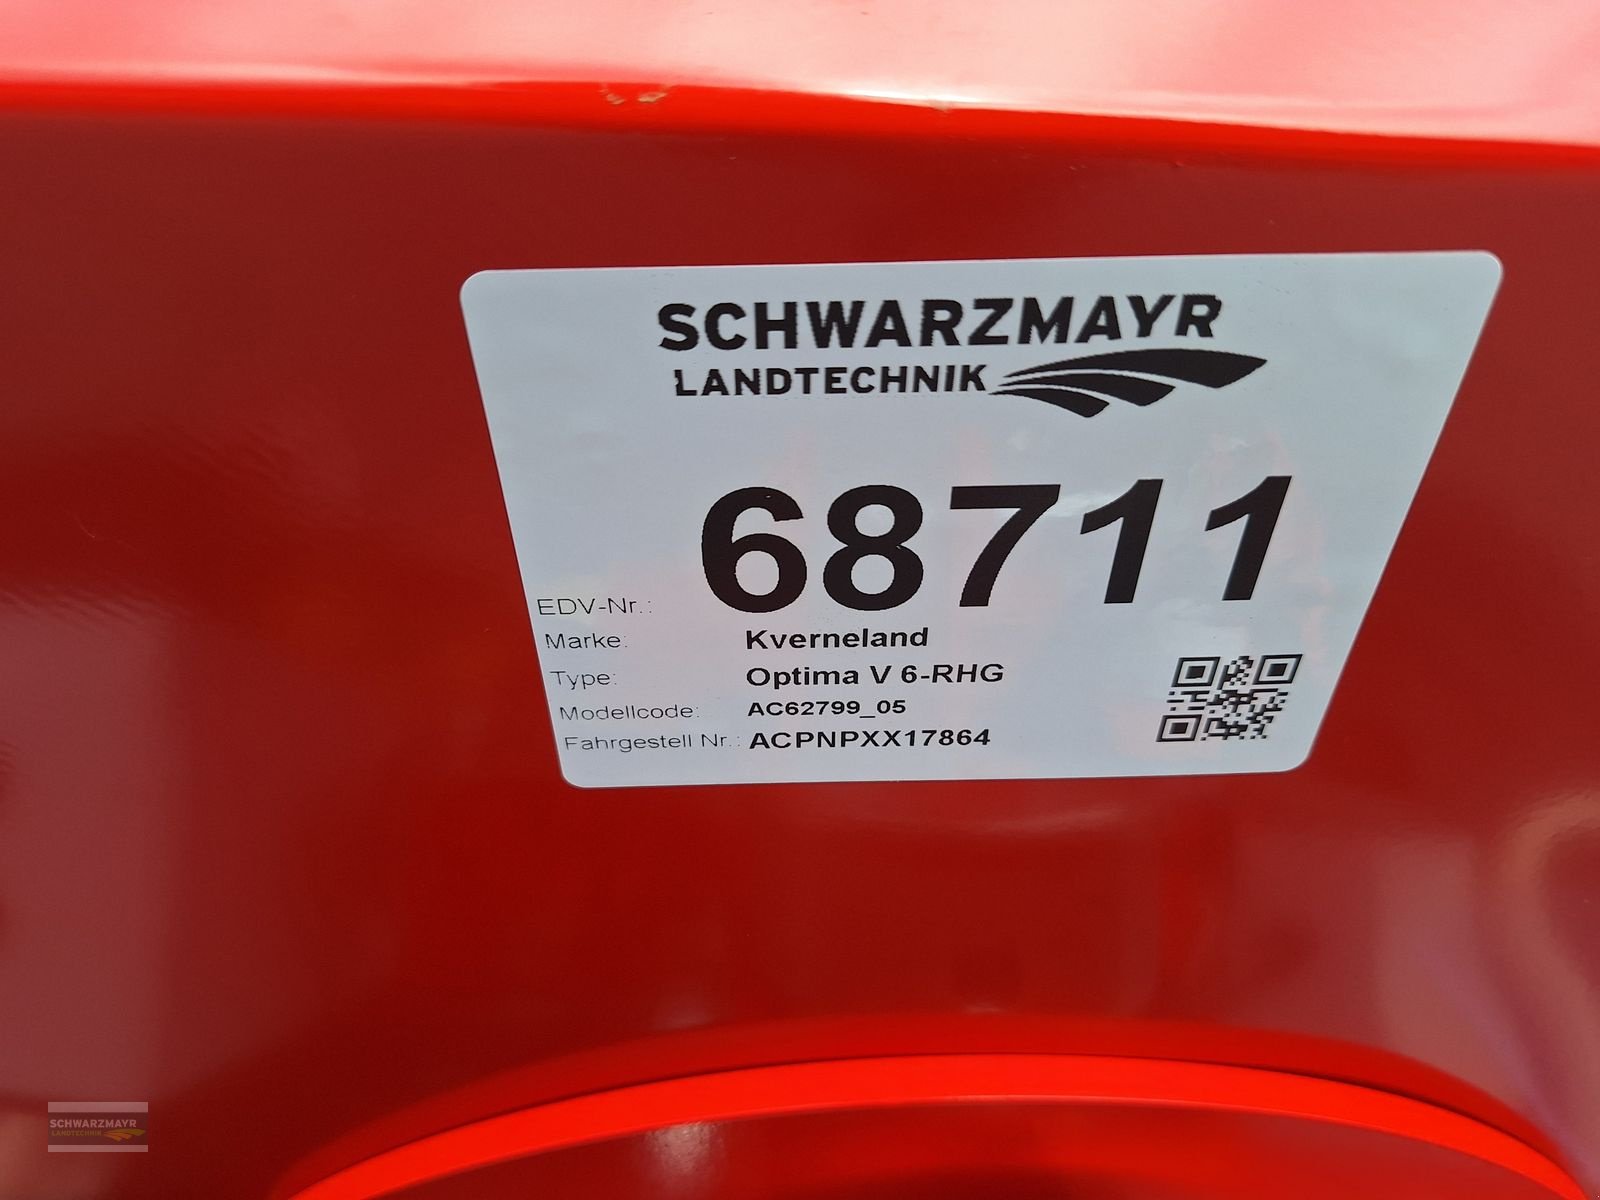 SCHWARZMAYR
LANDTECHNIK
EDV-Nr.: 68711
Marke: Kverneland
Type: Optima V 6-RHG
Modellcode: AC62799_05
Fahrgestell Nr.: ACPNPXX17864
SCHWARZMAYR
LANDTECHNIK